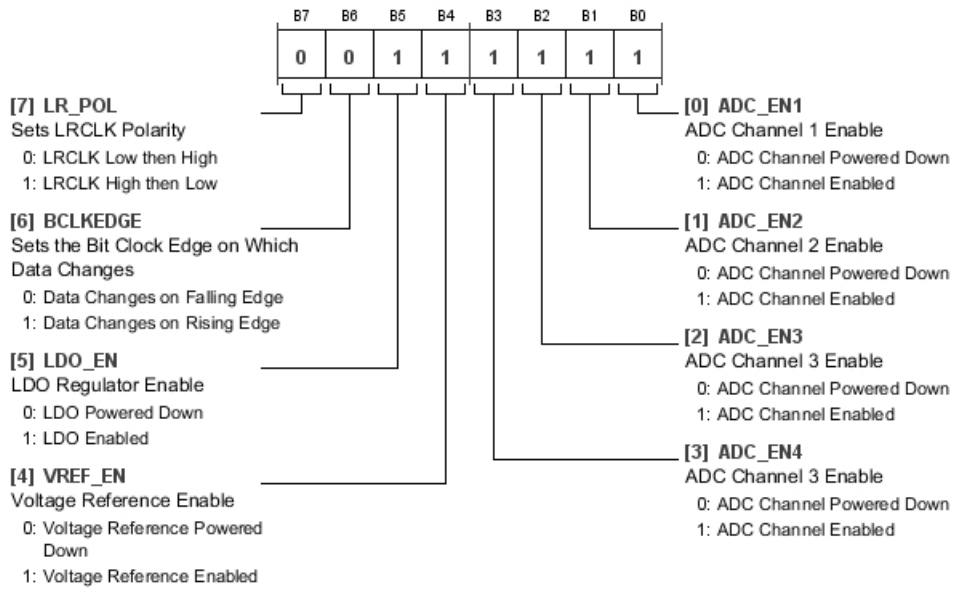 B7 B6 B5 B4 B3 B2 B1 B0
0 0 1 1 1 1 1 1
[7] LR_POL
Sets LRCLK Polarity
0: LRCLK Low then High
1: LRCLK High then Low
[6] BCLKEDGE
Sets the Bit Clock Edge on Which
Data Changes
0: Data Changes on Falling Edge
1: Data Changes on Rising Edge
[5] LDO_EN
LDO Regulator Enable
0: LDO Powered Down
1: LDO Enabled
[4] VREF_EN
Voltage Reference Enable
0: Voltage Reference Powered
Down
1: Voltage Reference Enabled
[0] ADC_EN1
ADC Channel 1 Enable
0: ADC Channel Powered Down
1: ADC Channel Enabled
[1] ADC_EN2
ADC Channel 2 Enable
0: ADC Channel Powered Down
1: ADC Channel Enabled
[2] ADC_EN3
ADC Channel 3 Enable
0: ADC Channel Powered Down
1: ADC Channel Enabled
[3] ADC_EN4
ADC Channel 3 Enable
0: ADC Channel Powered Down
1: ADC Channel Enabled